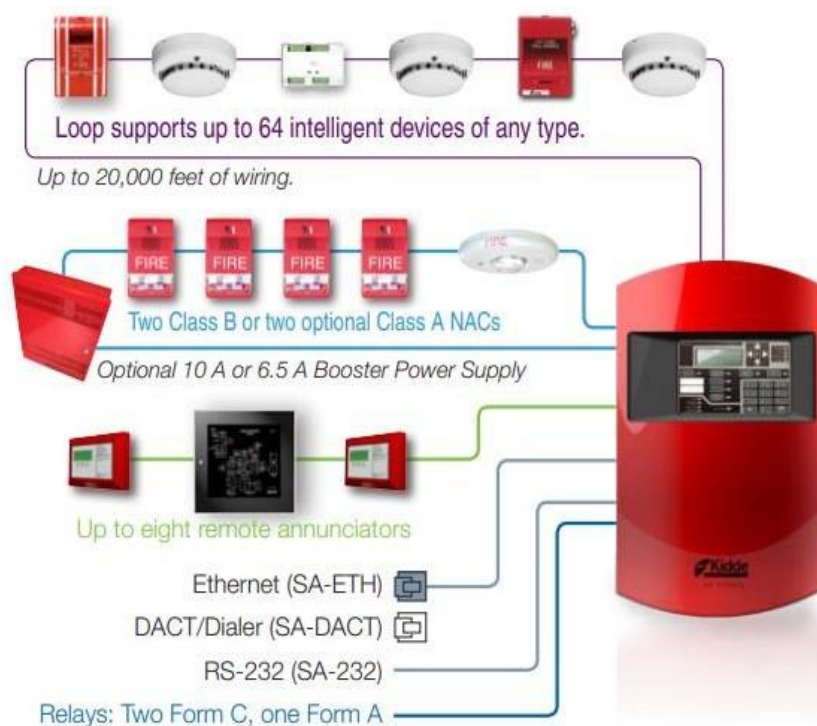 FIRE
Loop supports up to 64 intelligent devices of any type.
Up to 20,000 feet of wiring.
FIRE
FIRE
FIRE
FIRE
FIRE
Two Class B or two optional Class A NACs
Optional 10 A or 6.5 A Booster Power Supply
Up to eight remote annunciators
Ethernet (SA-ETH)
DACT/Dialer (SA-DACT)
RS-232 (SA-232)
Relays: Two Form C, one Form A
Kidde